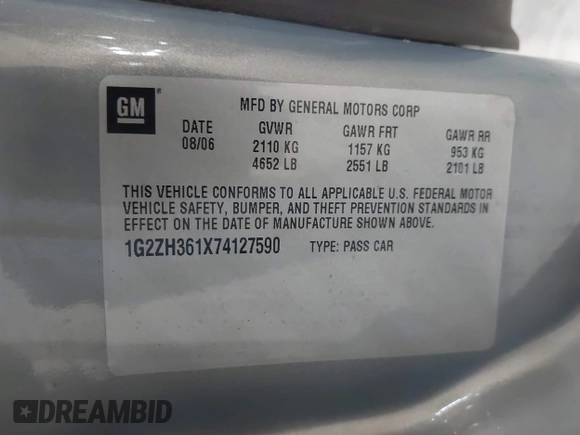 GM ®
MFD BY GENERAL MOTORS CORP
DATE GVWR GAWR FRT GAWR RR
08/06 2110 KG 1157 KG 953 KG
4652 LB 2551 LB 2101 LB
THIS VEHICLE CONFORMS TO ALL APPLICABLE U.S. FEDERAL MOTOR
VEHICLE SAFETY, BUMPER, AND THEFT PREVENTION STANDARDS IN
EFFECT ON THE DATE OF MANUFACTURE SHOWN ABOVE.
1G2ZH361X74127590 TYPE: PASS CAR
DREAMBID